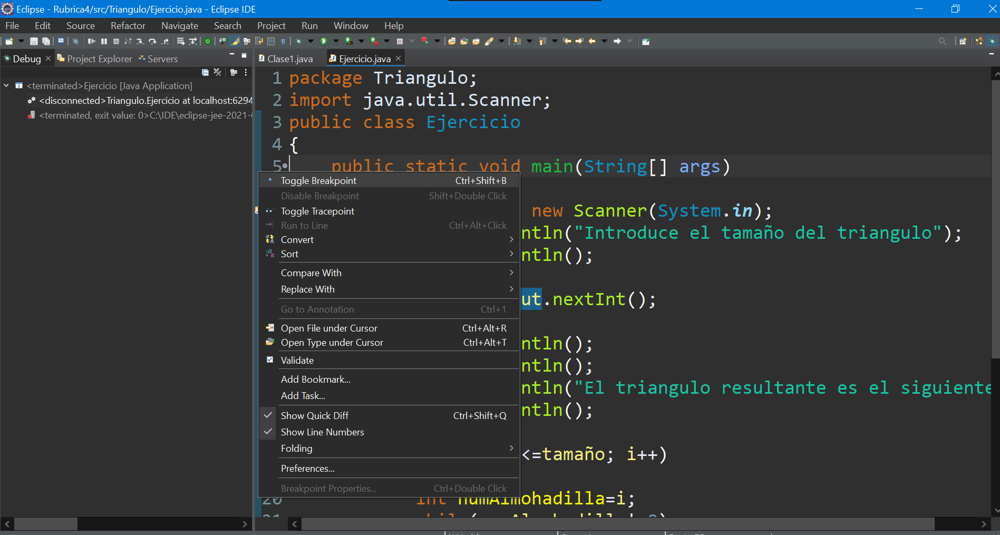 Eclipse - Rubrica4/src/Triangulo/Ejercicio.java - Eclipse IDE
File Edit Source Refactor Navigate Search Project Run Window Help
Debug Project Explorer Servers
<terminated>Ejercicio [Java Application]
<disconnected>Triangulo.Ejercicio at localhost:6294
<terminated, exit value: 0>C:\IDE\eclipse-jee-2021-
Clase1.java Ejercicio.java
1 package Triangulo;
2 import java.util.Scanner;
3 public class Ejercicio
4 {
5 public static void main(String[] args)
new Scanner(System.in);
ntln("Introduce el tamaño del triangulo");
ntln();
ut.nextInt();
ntln();
ntln();
ntln("El triangulo resultante es el siguiente
ntln();
<=tamaño; i++)
20 int numAlmohadilla=i;
Toggle Breakpoint Ctrl+Shift+B
Disable Breakpoint Shift+Double Click
Toggle Tracepoint
Run to Line Ctrl+Alt+Click
Convert
Sort
Compare With
Replace With
Go to Annotation Ctrl+1
Open File under Cursor Ctrl+Alt+R
Open Type under Cursor Ctrl+Alt+T
Validate
Add Bookmark...
Add Task...
Show Quick Diff Ctrl+Shift+Q
Show Line Numbers
Folding
Preferences...
Breakpoint Properties... Ctrl+Double Click